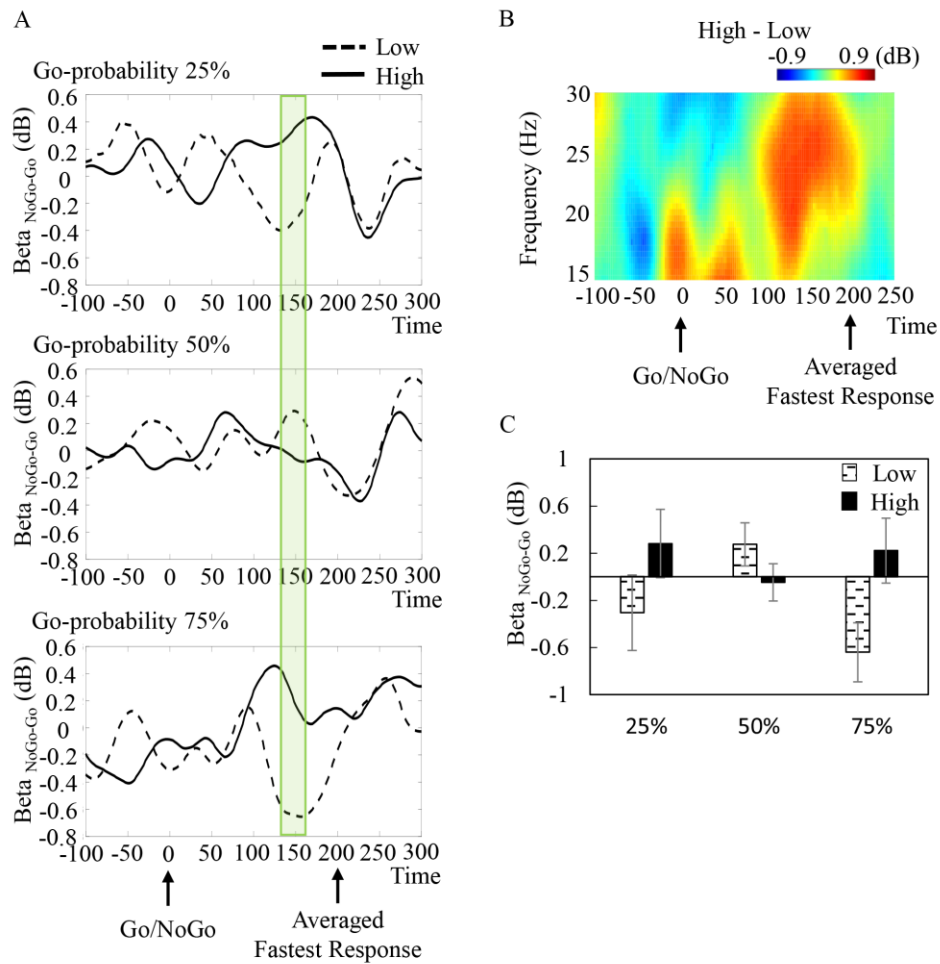 A
Low
High
Go-probability 25%
0.6
0.4
0.2
0
-0.2
-0.4
-0.6
-0.8
Beta NoGo-Go (dB)
-100 -50 0 50 100 150 200 250 300
Time
Go-probability 50%
0.6
0.4
0.2
0
-0.2
-0.4
-0.6
-0.8
Beta NoGo-Go (dB)
-100 -50 0 50 100 150 200 250 300
Time
Go-probability 75%
0.6
0.4
0.2
0
-0.2
-0.4
-0.6
-0.8
Beta NoGo-Go (dB)
-100 -50 0 50 100 150 200 250 300
Time
Go/NoGo
Averaged
Fastest Response
B
High - Low
-0.9 0.9 (dB)
30
25
20
15
Frequency (Hz)
-100 -50 0 50 100 150 200 250
Time
Go/NoGo
Averaged
Fastest Response
C
Low
High
1
0.6
0.2
-0.2
-0.6
-1
Beta NoGo-Go (dB)
25% 50% 75%